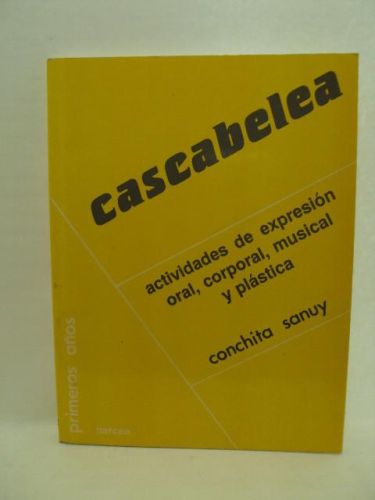 cascabelea
actividades de expresión
oral, corporal, musical
y plástica
conchita sanuy
primeros años
narcea